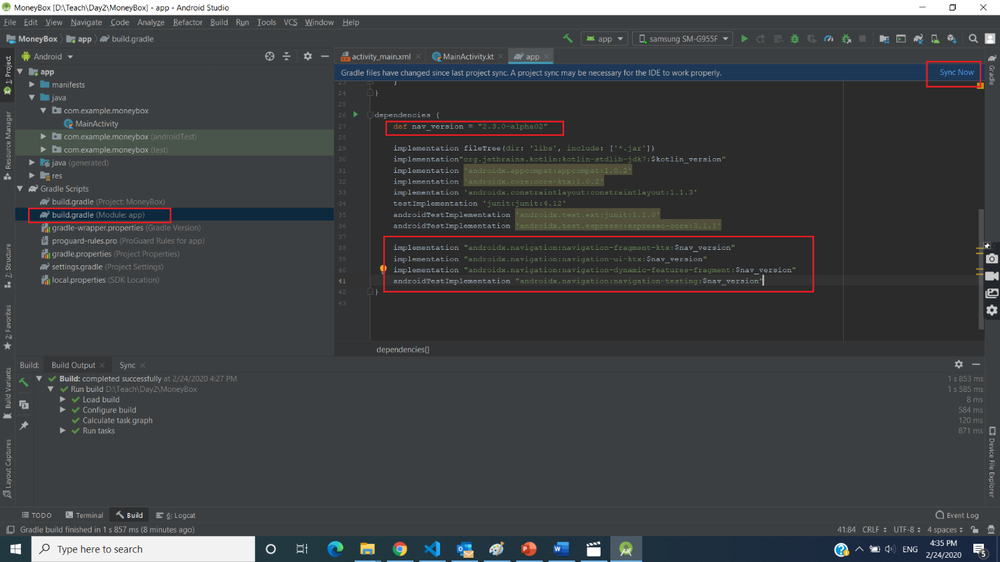 MoneyBox [D:\Teach\Day2\MoneyBox] - app - Android Studio
File Edit View Navigate Code Analyze Refactor Build Run Tools VCS Window Help
MoneyBox app build.gradle
app samsung SM-G955F
Android
activity_main.xml MainActivity.kt app
Gradle files have changed since last project sync. A project sync may be necessary for the IDE to work properly. Sync Now
1: Project
Resource Manager
Z: Structure
2: Favorites
Build Variants
Layout Captures
app
manifests
java
com.example.moneybox
MainActivity
com.example.moneybox (androidTest)
com.example.moneybox (test)
java (generated)
res
Gradle Scripts
build.gradle (Project: MoneyBox)
build.gradle (Module: app)
gradle-wrapper.properties (Gradle Version)
proguard-rules.pro (ProGuard Rules for app)
gradle.properties (Project Properties)
settings.gradle (Project Settings)
local.properties (SDK Location)
23 }
24 }
25
26 dependencies {
27 def nav_version = "2.3.0-alpha02"
28
29 implementation fileTree(dir: 'libs', include: ['*.jar'])
30 implementation"org.jetbrains.kotlin:kotlin-stdlib-jdk7:$kotlin_version"
31 implementation 'androidx.appcompat:appcompat:1.0.2'
32 implementation 'androidx.core:core-ktx:1.0.2'
33 implementation 'androidx.constraintlayout:constraintlayout:1.1.3'
34 testImplementation 'junit:junit:4.12'
35 androidTestImplementation 'androidx.test.ext:junit:1.1.0'
36 androidTestImplementation 'androidx.test.espresso:espresso-core:3.1.1'
37
38 implementation "androidx.navigation:navigation-fragment-ktx:$nav_version"
39 implementation "androidx.navigation:navigation-ui-ktx:$nav_version"
40 implementation "androidx.navigation:navigation-dynamic-features-fragment:$nav_version"
41 androidTestImplementation "androidx.navigation:navigation-testing:$nav_version"
42 }
43
dependencies()
Gradle
Device File Explorer
Build: Build Output Sync
Build: completed successfully at 2/24/2020 4:27 PM 1 s 853 ms
Run build D:\Teach\Day2\MoneyBox 1 s 585 ms
Load build 8 ms
Configure build 584 ms
Calculate task graph 120 ms
Run tasks 871 ms
TODO Terminal Build 6: Logcat Event Log
Gradle build finished in 1 s 857 ms (8 minutes ago) 41:84 CRLF UTF-8 4 spaces
Type here to search
ENG
4:35 PM
2/24/2020
5